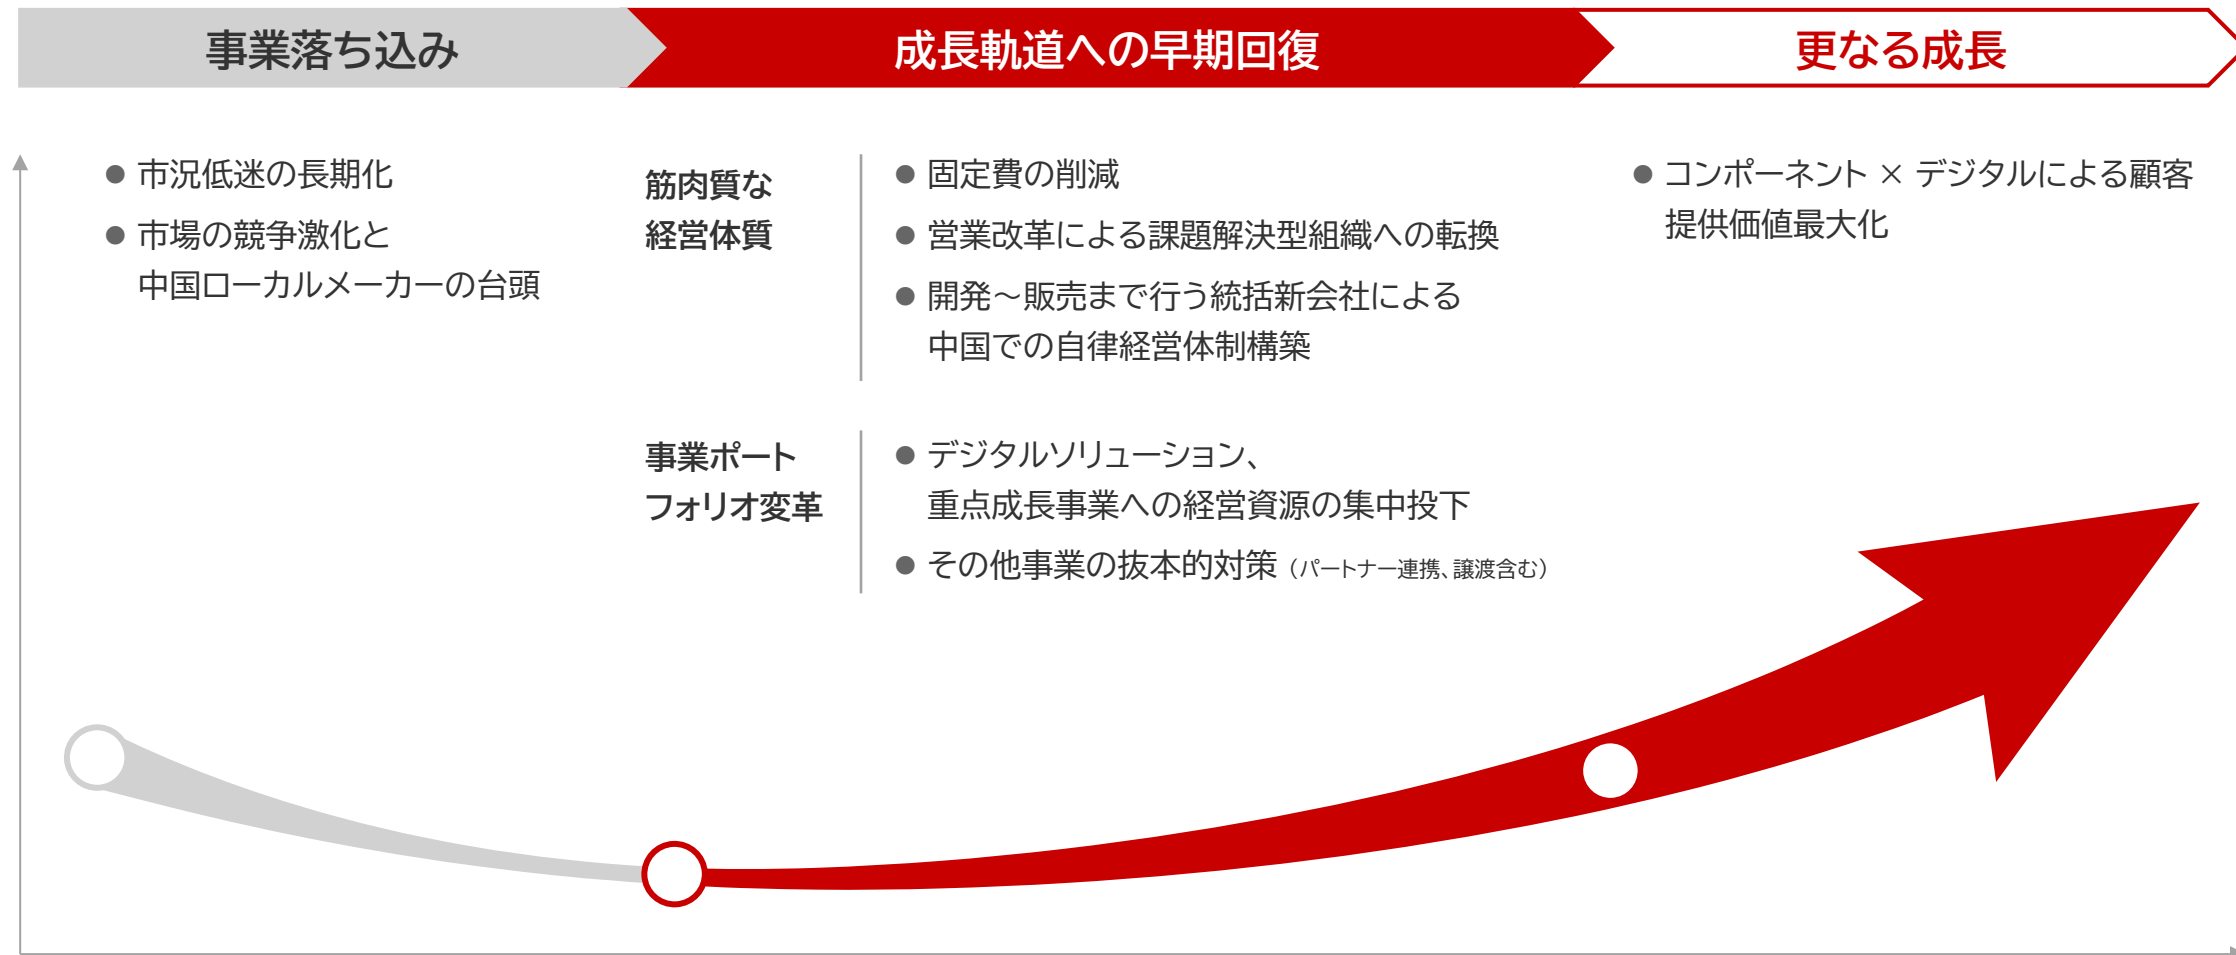 事業落ち込み
成長軌道への早期回復
更なる成長
● 市況低迷の長期化
● 市場の競争激化と
中国ローカルメーカーの台頭
筋肉質な
経営体質
● 固定費の削減
● 営業改革による課題解決型組織への転換
● 開発～販売まで行う統括新会社による
中国での自律経営体制構築
事業ポート
フォリオ変革
● デジタルソリューション、
重点成長事業への経営資源の集中投下
● その他事業の抜本的対策（パートナー連携、譲渡含む）
● コンポーネント × デジタルによる顧客
提供価値最大化